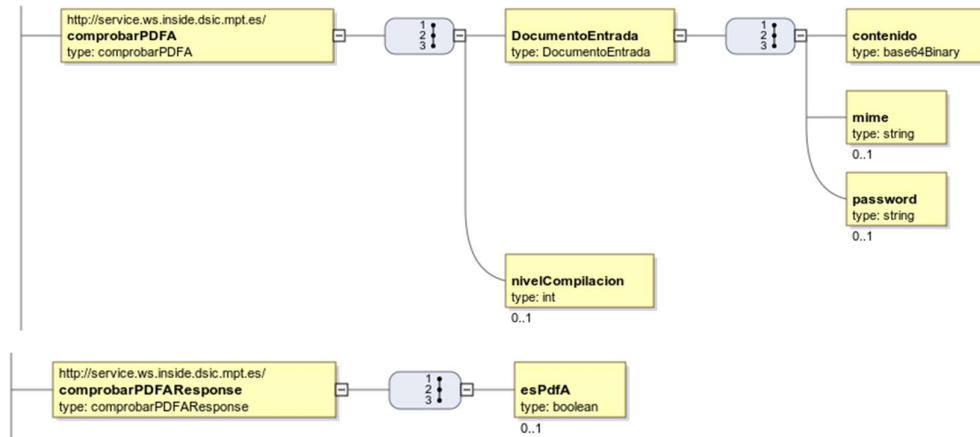 http://service.ws.inside.dsic.mpt.es/
comprobarPDFA
type: comprobarPDFA
1
2
3
DocumentoEntrada
type: DocumentoEntrada
1
2
3
contenido
type: base64Binary
mime
type: string
0..1
password
type: string
0..1
nivelCompilacion
type: int
0..1
http://service.ws.inside.dsic.mpt.es/
comprobarPDFAResponse
type: comprobarPDFAResponse
1
2
3
esPdfA
type: boolean
0..1